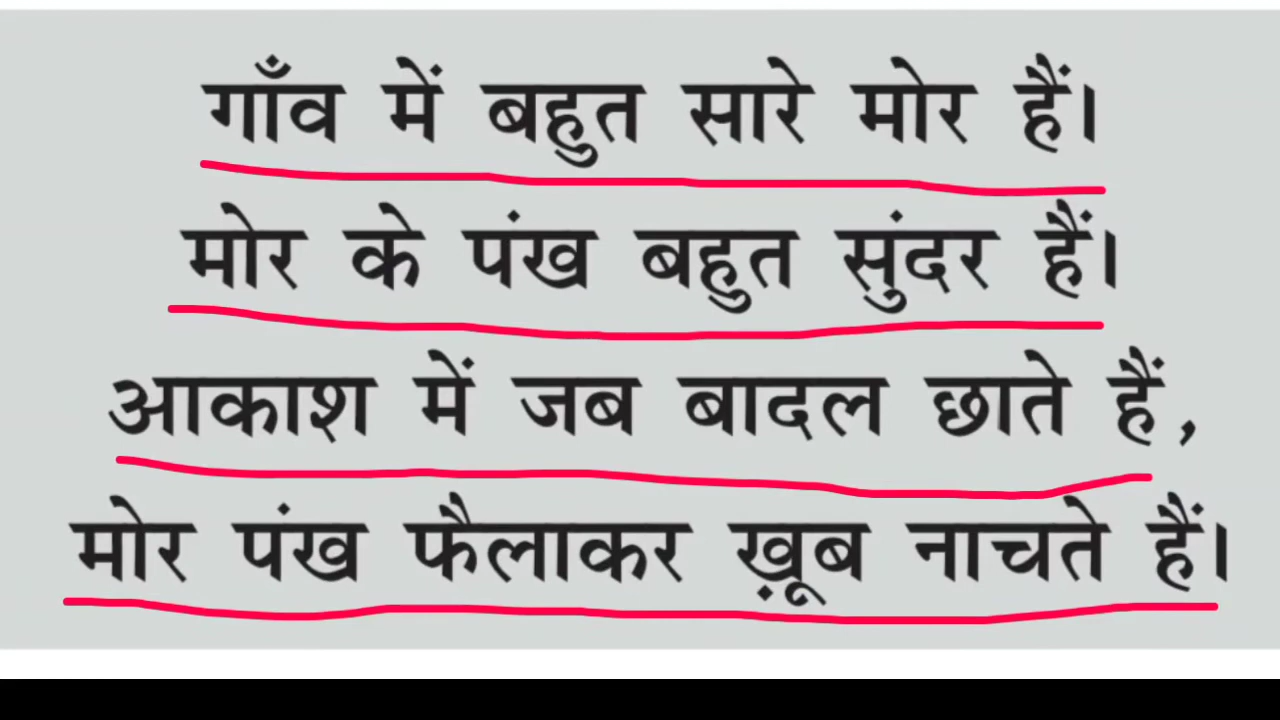 गाँव में बहुत सारे मोर हैं।
मोर के पंख बहुत सुंदर हैं।
आकाश में जब बादल छाते हैं,
मोर पंख फैलाकर ख़ूब नाचते हैं।